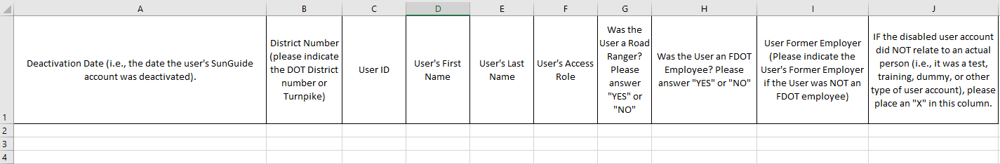 A B C D E F G H I J
1
Deactivation Date (i.e., the date the user's SunGuide
account was deactivated).
District Number
(please indicate
the DOT District
number or
Turnpike)
User ID
User's First
Name
User's Last
Name
User's Access
Role
Was the
User a Road
Ranger?
Please
answer
"YES" or
"NO"
Was the User an FDOT
Employee? Please
answer "YES" or "NO"
User Former Employer
(Please indicate the
User's Former Employer
if the User was NOT an
FDOT employee)
IF the disabled user account
did NOT relate to an actual
person (i.e., it was a test,
training, dummy, or other
type of user account), please
place an "X" in this column.
2
3
4